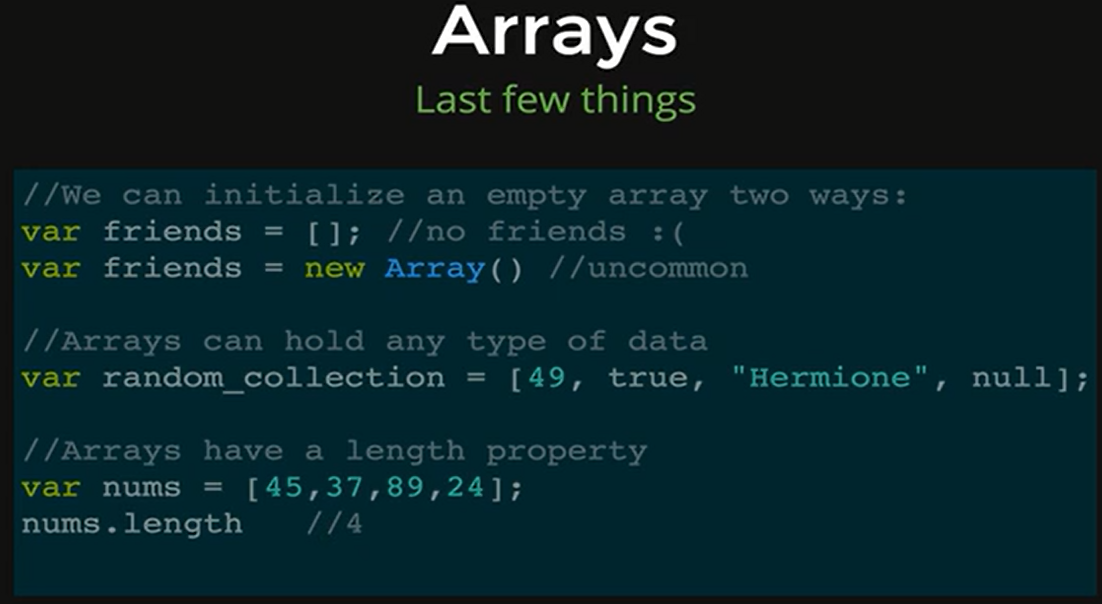 Arrays
Last few things
//We can initialize an empty array two ways:
var friends = []; //no friends :(
var friends = new Array() //uncommon
//Arrays can hold any type of data
var random_collection = [49, true, "Hermione", null];
//Arrays have a length property
var nums = [45,37,89,24];
nums.length   //4